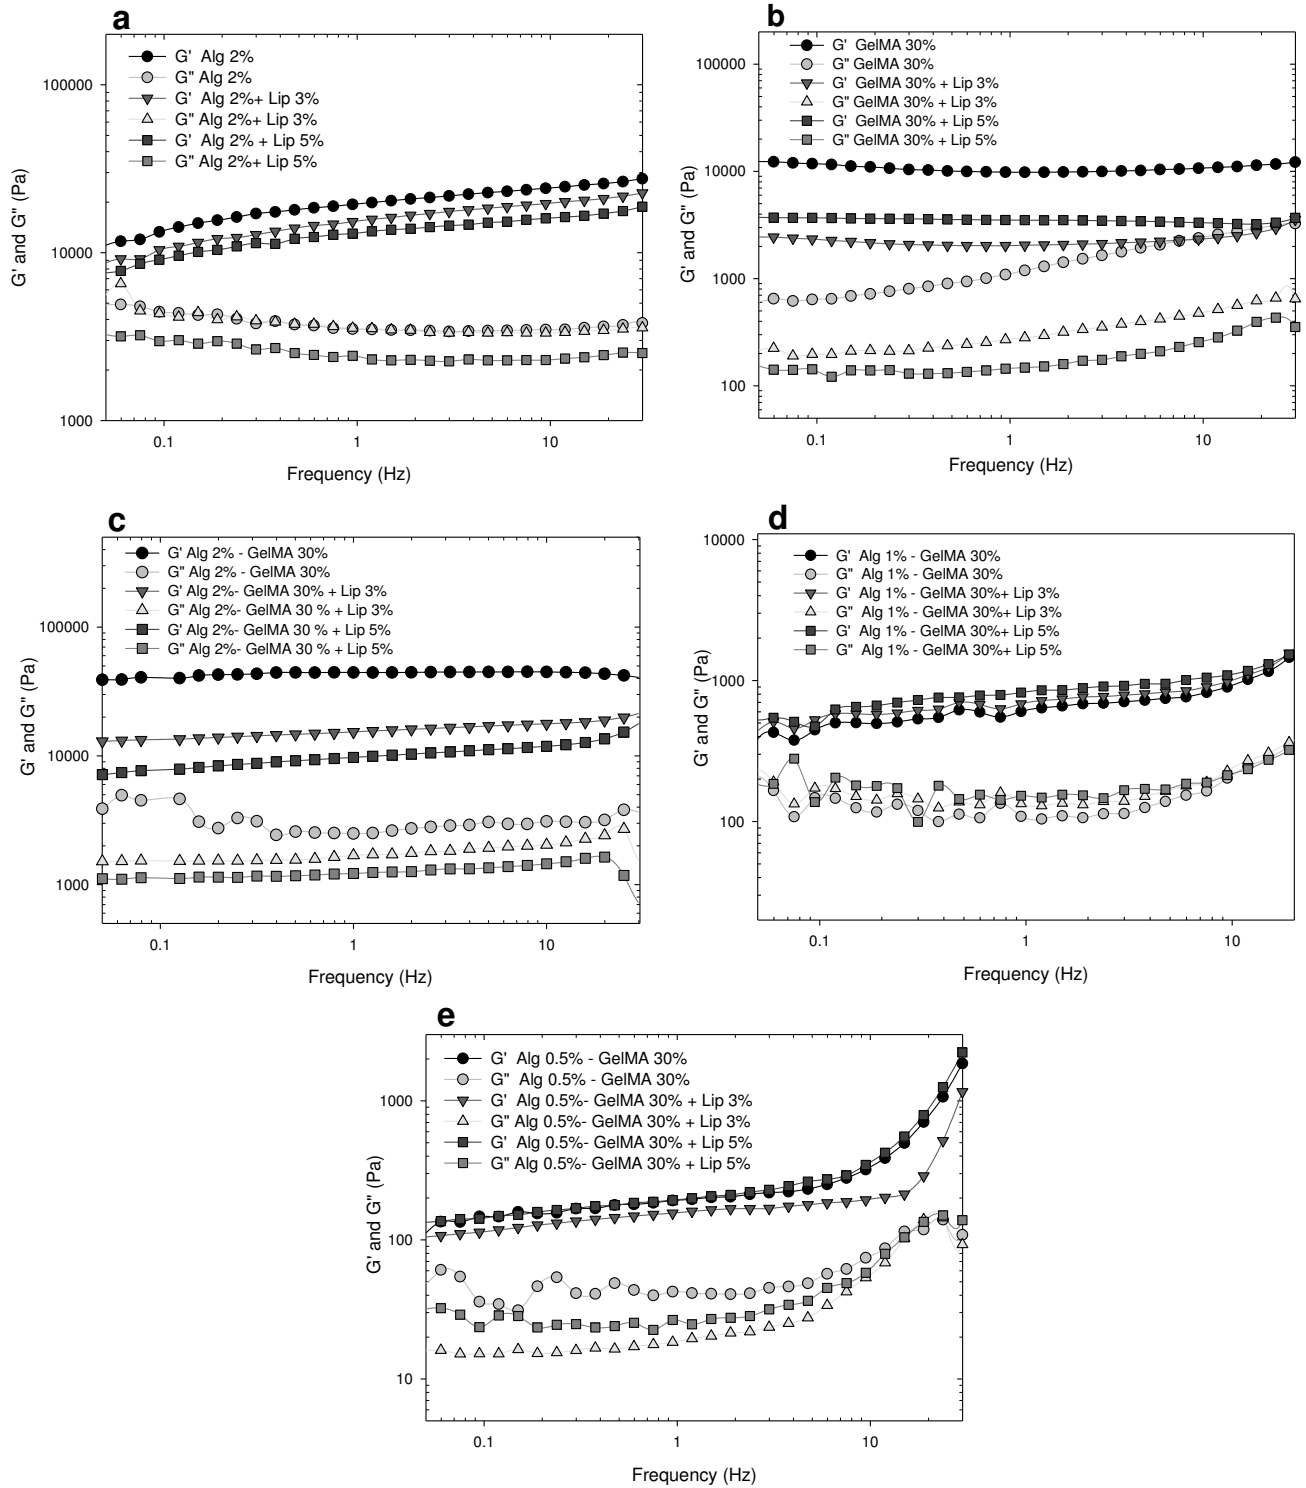 a
G' Alg 2%
G" Alg 2%
G' Alg 2%+ Lip 3%
G" Alg 2%+ Lip 3%
G' Alg 2% + Lip 5%
G" Alg 2%+ Lip 5%
100000
10000
1000
G' and G" (Pa)
0.1 1 10
Frequency (Hz)
b
G' GelMA 30%
G" GelMA 30%
G' GelMA 30% + Lip 3%
G" GelMA 30% + Lip 3%
G' GelMA 30% + Lip 5%
G" GelMA 30% + Lip 5%
100000
10000
1000
100
G' and G" (Pa)
0.1 1 10
Frequency (Hz)
c
G' Alg 2% - GelMA 30%
G" Alg 2% - GelMA 30%
G' Alg 2%- GelMA 30% + Lip 3%
G" Alg 2%- GelMA 30 % + Lip 3%
G' Alg 2%- GelMA 30 % + Lip 5%
G" Alg 2%- GelMA 30 % + Lip 5%
100000
10000
1000
G' and G" (Pa)
0.1 1 10
Frequency (Hz)
d
G' Alg 1% - GelMA 30%
G" Alg 1% - GelMA 30%
G' Alg 1% - GelMA 30%+ Lip 3%
G" Alg 1% - GelMA 30%+ Lip 3%
G' Alg 1% - GelMA 30%+ Lip 5%
G" Alg 1% - GelMA 30%+ Lip 5%
10000
1000
100
G' and G" (Pa)
0.1 1 10
Frequency (Hz)
e
G' Alg 0.5% - GelMA 30%
G" Alg 0.5% - GelMA 30%
G' Alg 0.5%- GelMA 30% + Lip 3%
G" Alg 0.5%- GelMA 30% + Lip 3%
G' Alg 0.5%- GelMA 30% + Lip 5%
G" Alg 0.5%- GelMA 30% + Lip 5%
1000
100
10
G' and G" (Pa)
0.1 1 10
Frequency (Hz)